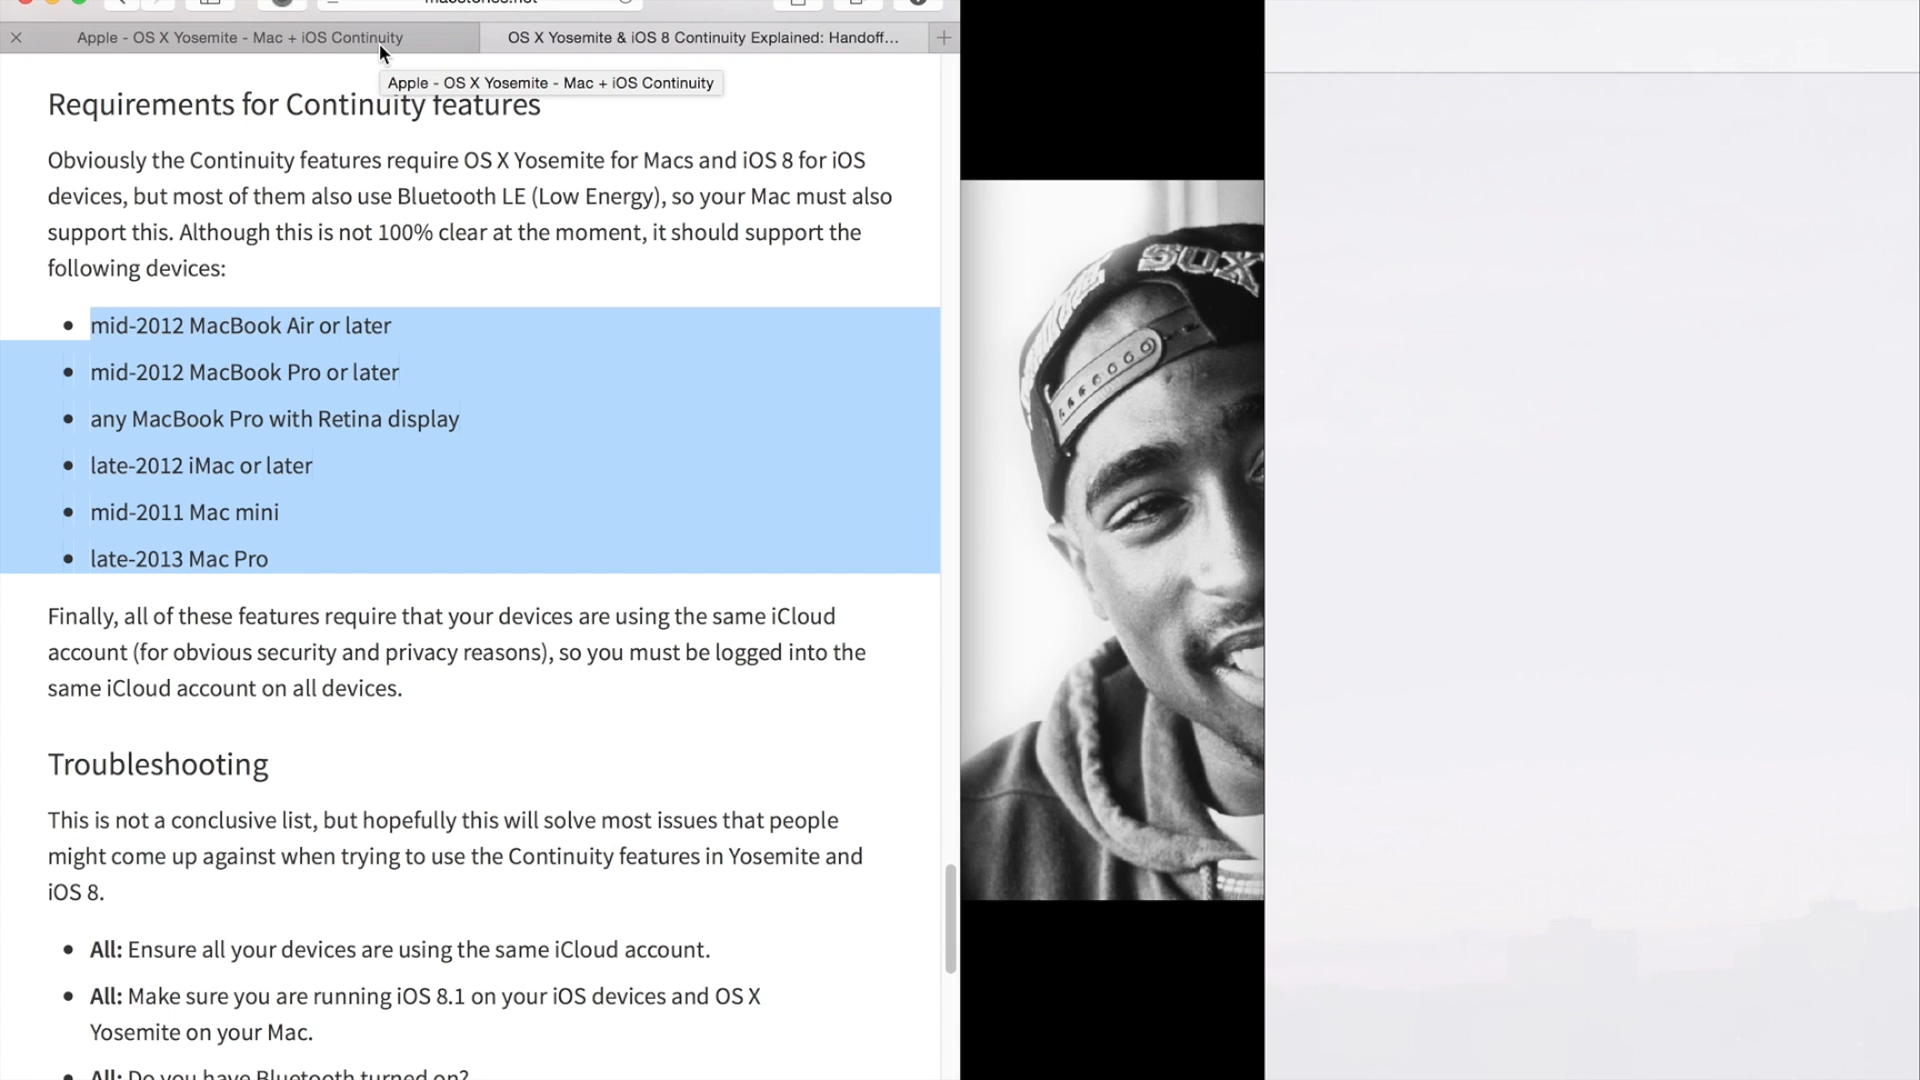 macstories.net
Apple - OS X Yosemite - Mac + iOS Continuity
OS X Yosemite & iOS 8 Continuity Explained: Handoff...
Apple - OS X Yosemite - Mac + iOS Continuity
Requirements for Continuity features
Obviously the Continuity features require OS X Yosemite for Macs and iOS 8 for iOS
devices, but most of them also use Bluetooth LE (Low Energy), so your Mac must also
support this. Although this is not 100% clear at the moment, it should support the
following devices:
• mid-2012 MacBook Air or later
• mid-2012 MacBook Pro or later
• any MacBook Pro with Retina display
• late-2012 iMac or later
• mid-2011 Mac mini
• late-2013 Mac Pro
Finally, all of these features require that your devices are using the same iCloud
account (for obvious security and privacy reasons), so you must be logged into the
same iCloud account on all devices.
Troubleshooting
This is not a conclusive list, but hopefully this will solve most issues that people
might come up against when trying to use the Continuity features in Yosemite and
iOS 8.
• All: Ensure all your devices are using the same iCloud account.
• All: Make sure you are running iOS 8.1 on your iOS devices and OS X
Yosemite on your Mac.
• All: Do you have Bluetooth turned on?
SOX